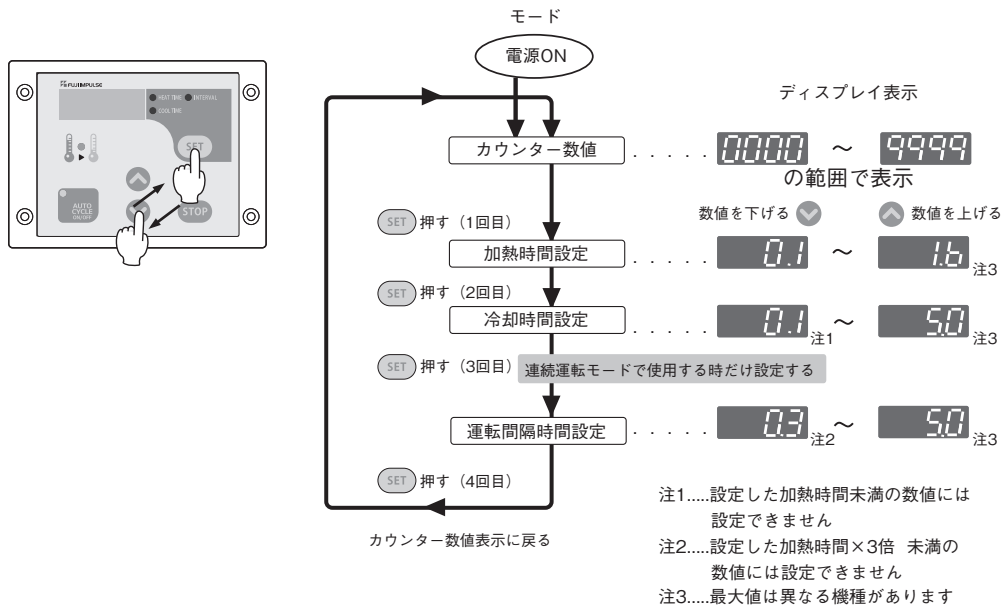 モード
電源ON
FUJI IMPULSE
HEAT TIME
INTERVAL
COOL TIME
SET
AUTO
CYCLE
ON/OFF
STOP
ディスプレイ表示
カウンター数値 . . . . . 0000 ～ 9999
の範囲で表示
数値を下げる 数値を上げる
SET 押す（1回目）
加熱時間設定 . . . . . 0.1 ～ 1.6 注3
SET 押す（2回目）
冷却時間設定 . . . . . 0.1 注1 ～ 5.0 注3
SET 押す（3回目） 連続運転モードで使用する時だけ設定する
運転間隔時間設定 . . . . . 0.3 注2 ～ 5.0 注3
SET 押す（4回目）
カウンター数値表示に戻る
注1.....設定した加熱時間未満の数値には
設定できません
注2.....設定した加熱時間×3倍 未満の
数値には設定できません
注3.....最大値は異なる機種があります